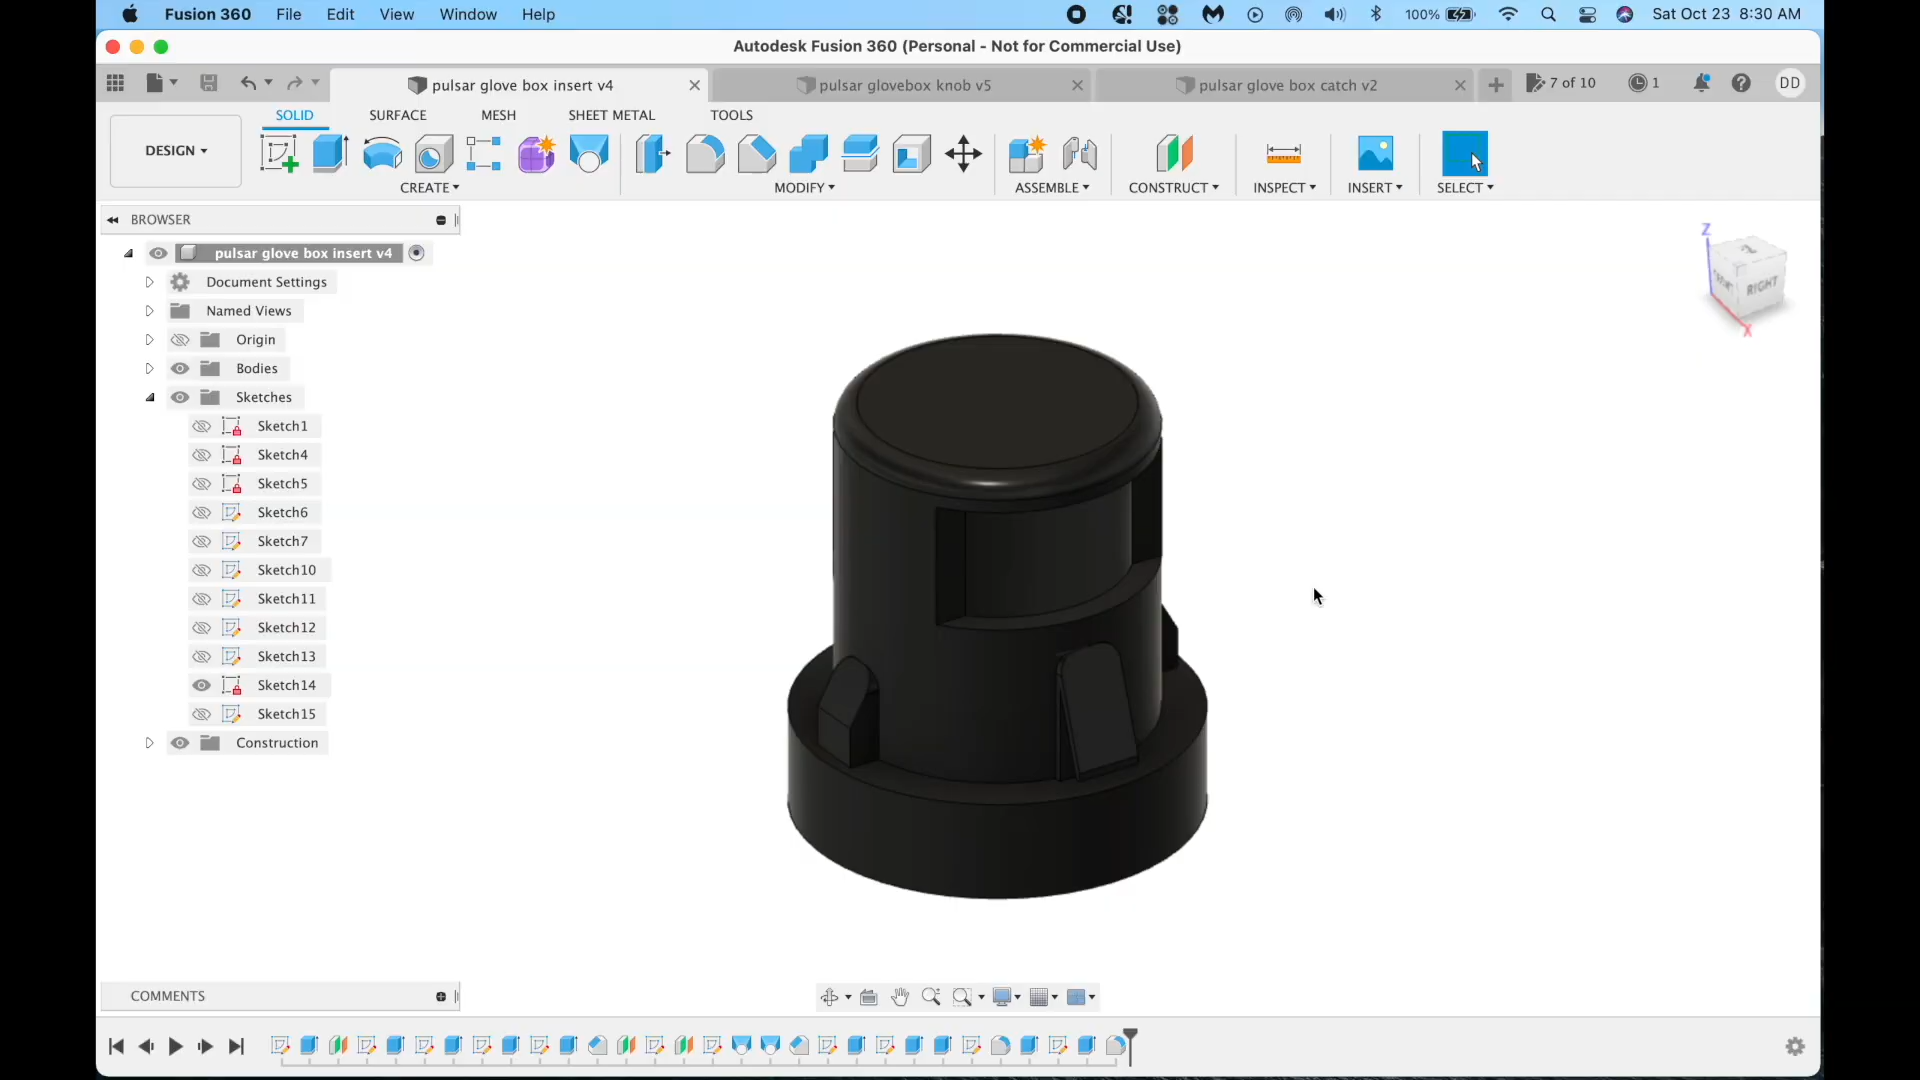 Fusion 360 File Edit View Window Help 100% Sat Oct 23 8:30 AM
Autodesk Fusion 360 (Personal - Not for Commercial Use)
pulsar glove box insert v4 pulsar glovebox knob v5 pulsar glove box catch v2 7 of 10 1 DD
SOLID SURFACE MESH SHEET METAL TOOLS
DESIGN
CREATE MODIFY ASSEMBLE CONSTRUCT INSPECT INSERT SELECT
BROWSER
pulsar glove box insert v4
Document Settings
Named Views
Origin
Bodies
Sketches
Sketch1
Sketch4
Sketch5
Sketch6
Sketch7
Sketch10
Sketch11
Sketch12
Sketch13
Sketch14
Sketch15
Construction
Z
RIGHT
X
COMMENTS